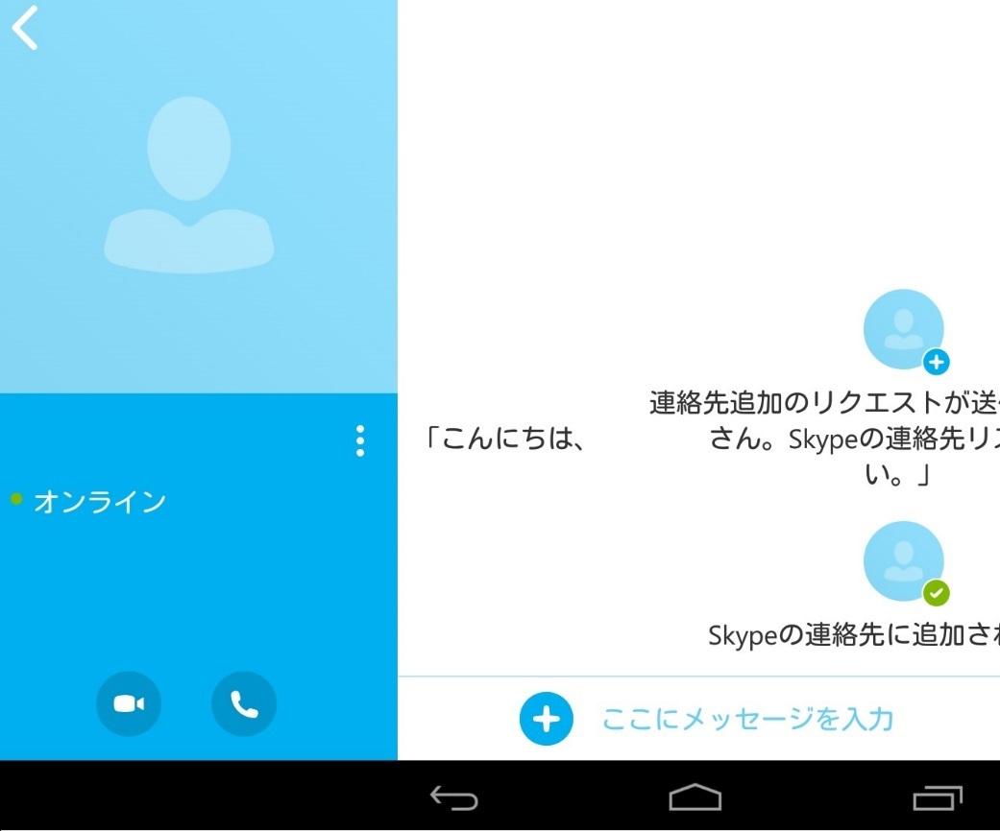 オンライン
連絡先追加のリクエストが送
「こんにちは、 さん。Skypeの連絡先リ
い。」
Skypeの連絡先に追加さ
ここにメッセージを入力